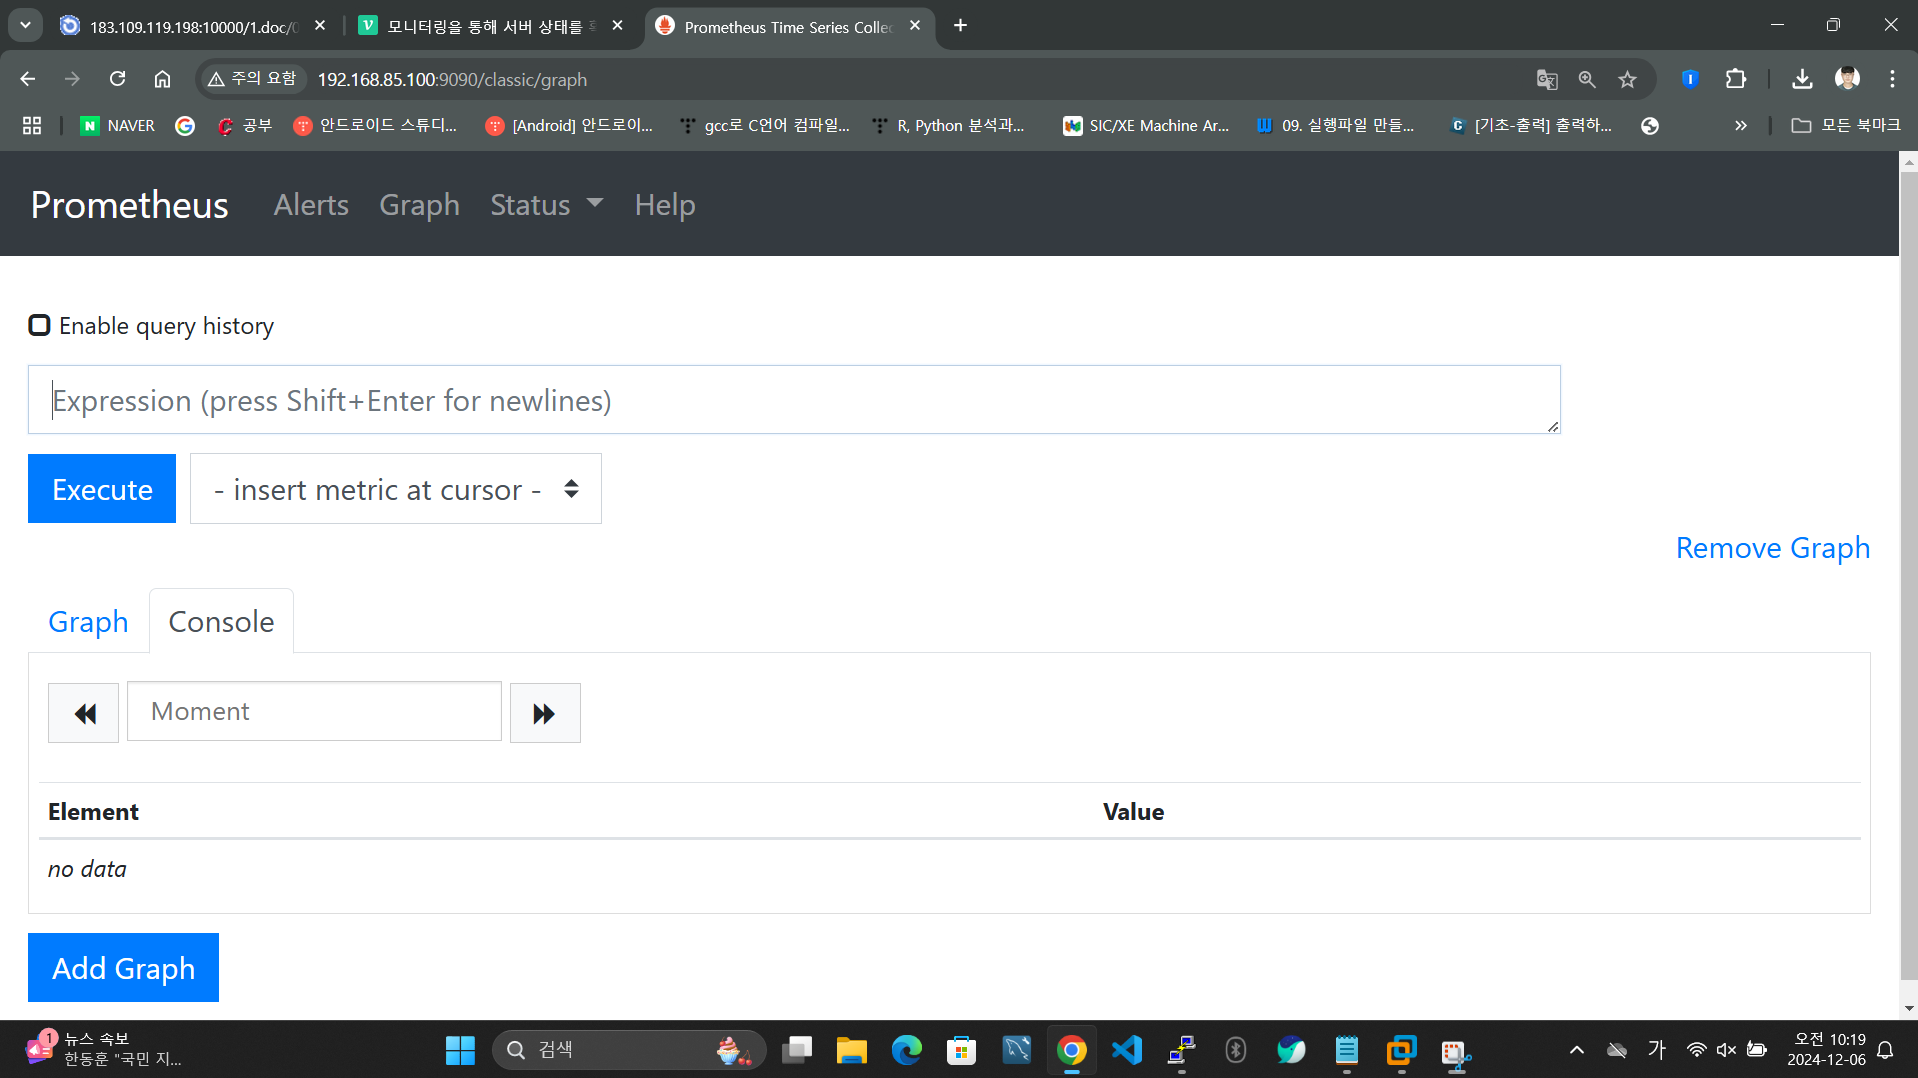 183.109.119.198:10000/1.doc/0
모니터링을 통해 서버 상태를
Prometheus Time Series Collec
주의 요함
192.168.85.100:9090/classic/graph
NAVER
공부
안드로이드 스튜디...
[Android] 안드로이...
gcc로 C언어 컴파일...
R, Python 분석과...
SIC/XE Machine Ar...
09. 실행파일 만들...
[기초-출력] 출력하...
모든 북마크
Prometheus
Alerts
Graph
Status
Help
Enable query history
Expression (press Shift+Enter for newlines)
Execute
- insert metric at cursor -
Remove Graph
Graph
Console
Moment
Element
Value
no data
Add Graph
1
뉴스 속보
한동훈 "국민 지...
검색
가
오전 10:19
2024-12-06